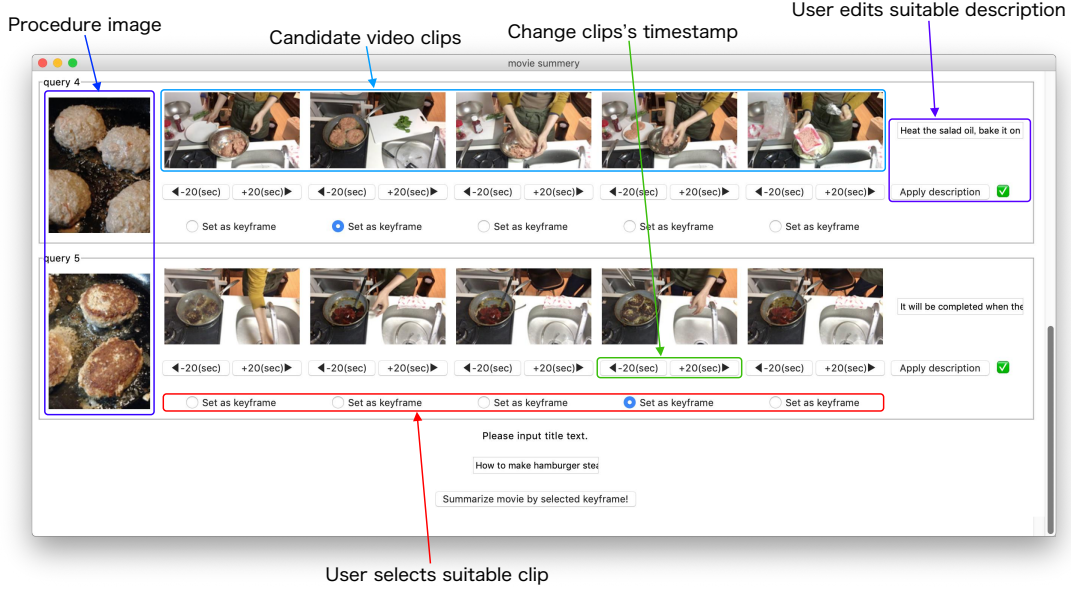 User edits suitable description
Procedure image
Change clips's timestamp
Candidate video clips
movie summery
query 4
Heat the salad oil, bake it on
◀-20(sec) +20(sec)▶ ◀-20(sec) +20(sec)▶ ◀-20(sec) +20(sec)▶ ◀-20(sec) +20(sec)▶ ◀-20(sec) +20(sec)▶ Apply description
Set as keyframe Set as keyframe Set as keyframe Set as keyframe Set as keyframe
query 5
It will be completed when the
◀-20(sec) +20(sec)▶ ◀-20(sec) +20(sec)▶ ◀-20(sec) +20(sec)▶ ◀-20(sec) +20(sec)▶ ◀-20(sec) +20(sec)▶ Apply description
Set as keyframe Set as keyframe Set as keyframe Set as keyframe Set as keyframe
Please input title text.
How to make hamburger stea
Summarize movie by selected keyframe!
User selects suitable clip